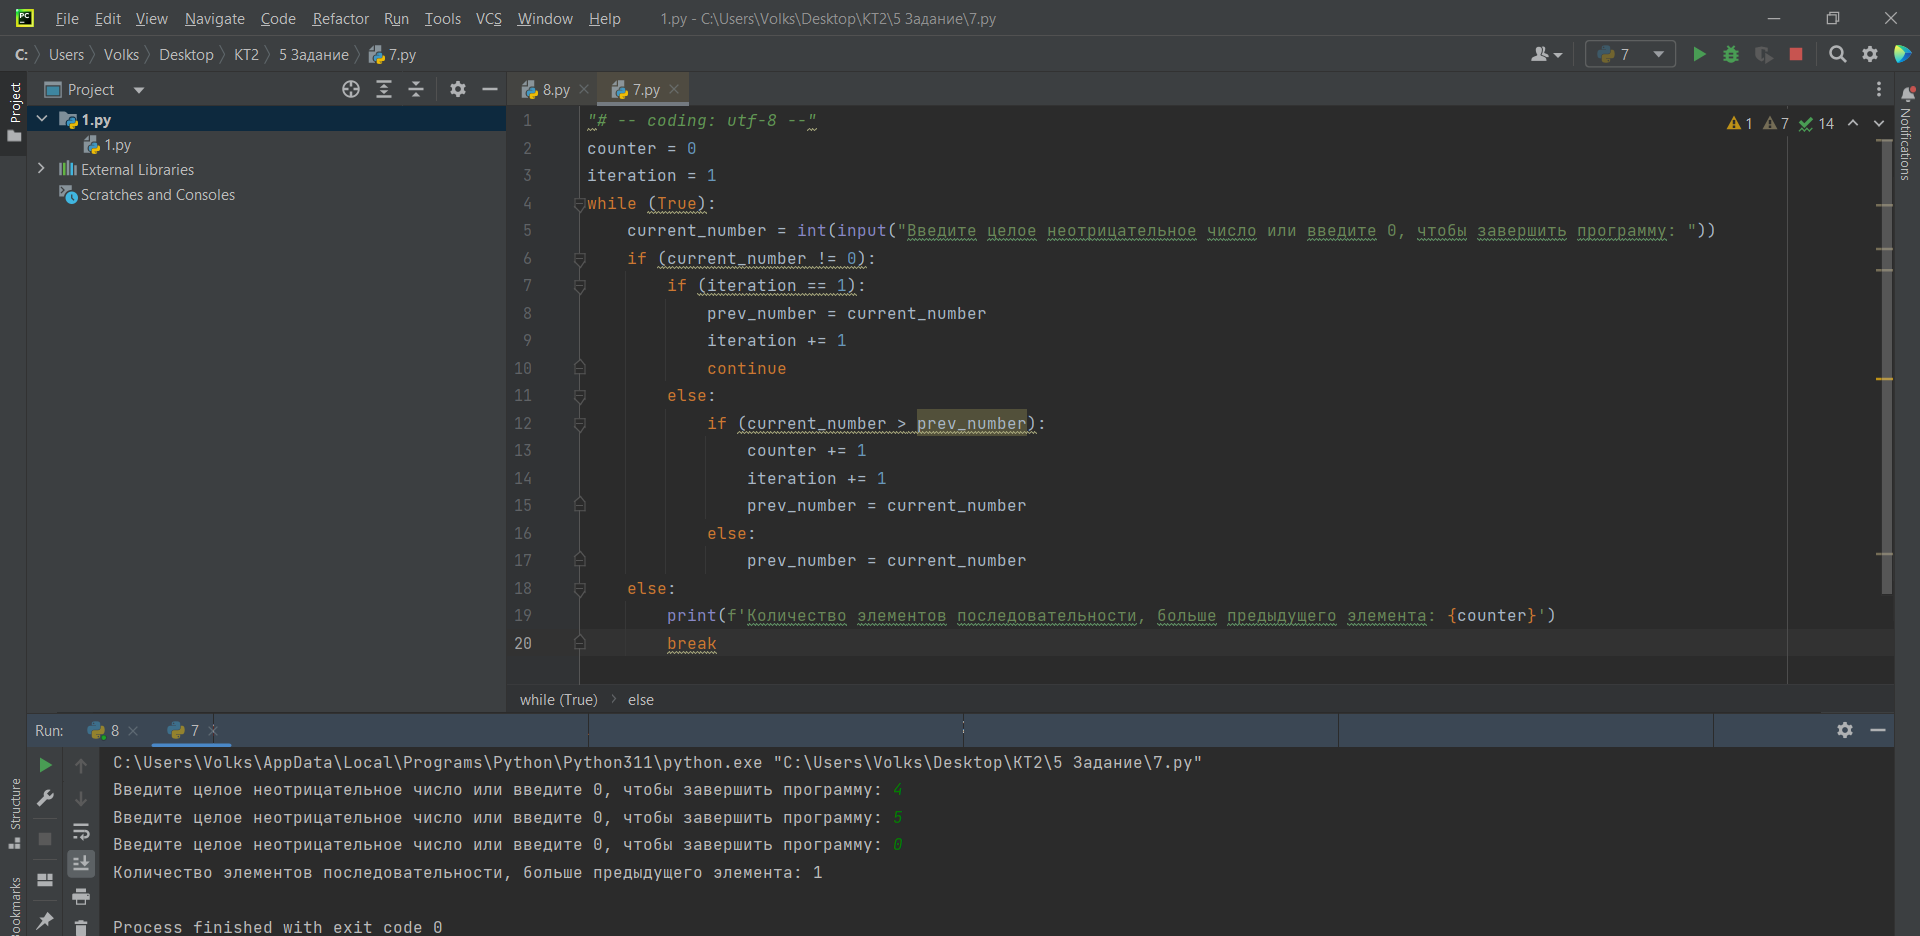 File Edit View Navigate Code Refactor Run Tools VCS Window Help 1.py - C:\Users\Volks\Desktop\КТ2\5 Задание\7.py
C: Users Volks Desktop КТ2 5 Задание 7.py
7
Project
Project
8.py 7.py
1.py
1.py
External Libraries
Scratches and Consoles
1 7 14
Notifications
1 "# -- coding: utf-8 --"
2 counter = 0
3 iteration = 1
4 while (True):
5 current_number = int(input("Введите целое неотрицательное число или введите 0, чтобы завершить программу: "))
6 if (current_number != 0):
7 if (iteration == 1):
8 prev_number = current_number
9 iteration += 1
10 continue
11 else:
12 if (current_number > prev_number):
13 counter += 1
14 iteration += 1
15 prev_number = current_number
16 else:
17 prev_number = current_number
18 else:
19 print(f'Количество элементов последовательности, больше предыдущего элемента: {counter}')
20 break
while (True) else
Run: 8 7
C:\Users\Volks\AppData\Local\Programs\Python\Python311\python.exe "C:\Users\Volks\Desktop\КТ2\5 Задание\7.py"
Введите целое неотрицательное число или введите 0, чтобы завершить программу: 4
Введите целое неотрицательное число или введите 0, чтобы завершить программу: 5
Введите целое неотрицательное число или введите 0, чтобы завершить программу: 0
Количество элементов последовательности, больше предыдущего элемента: 1
Process finished with exit code 0
Structure
Bookmarks